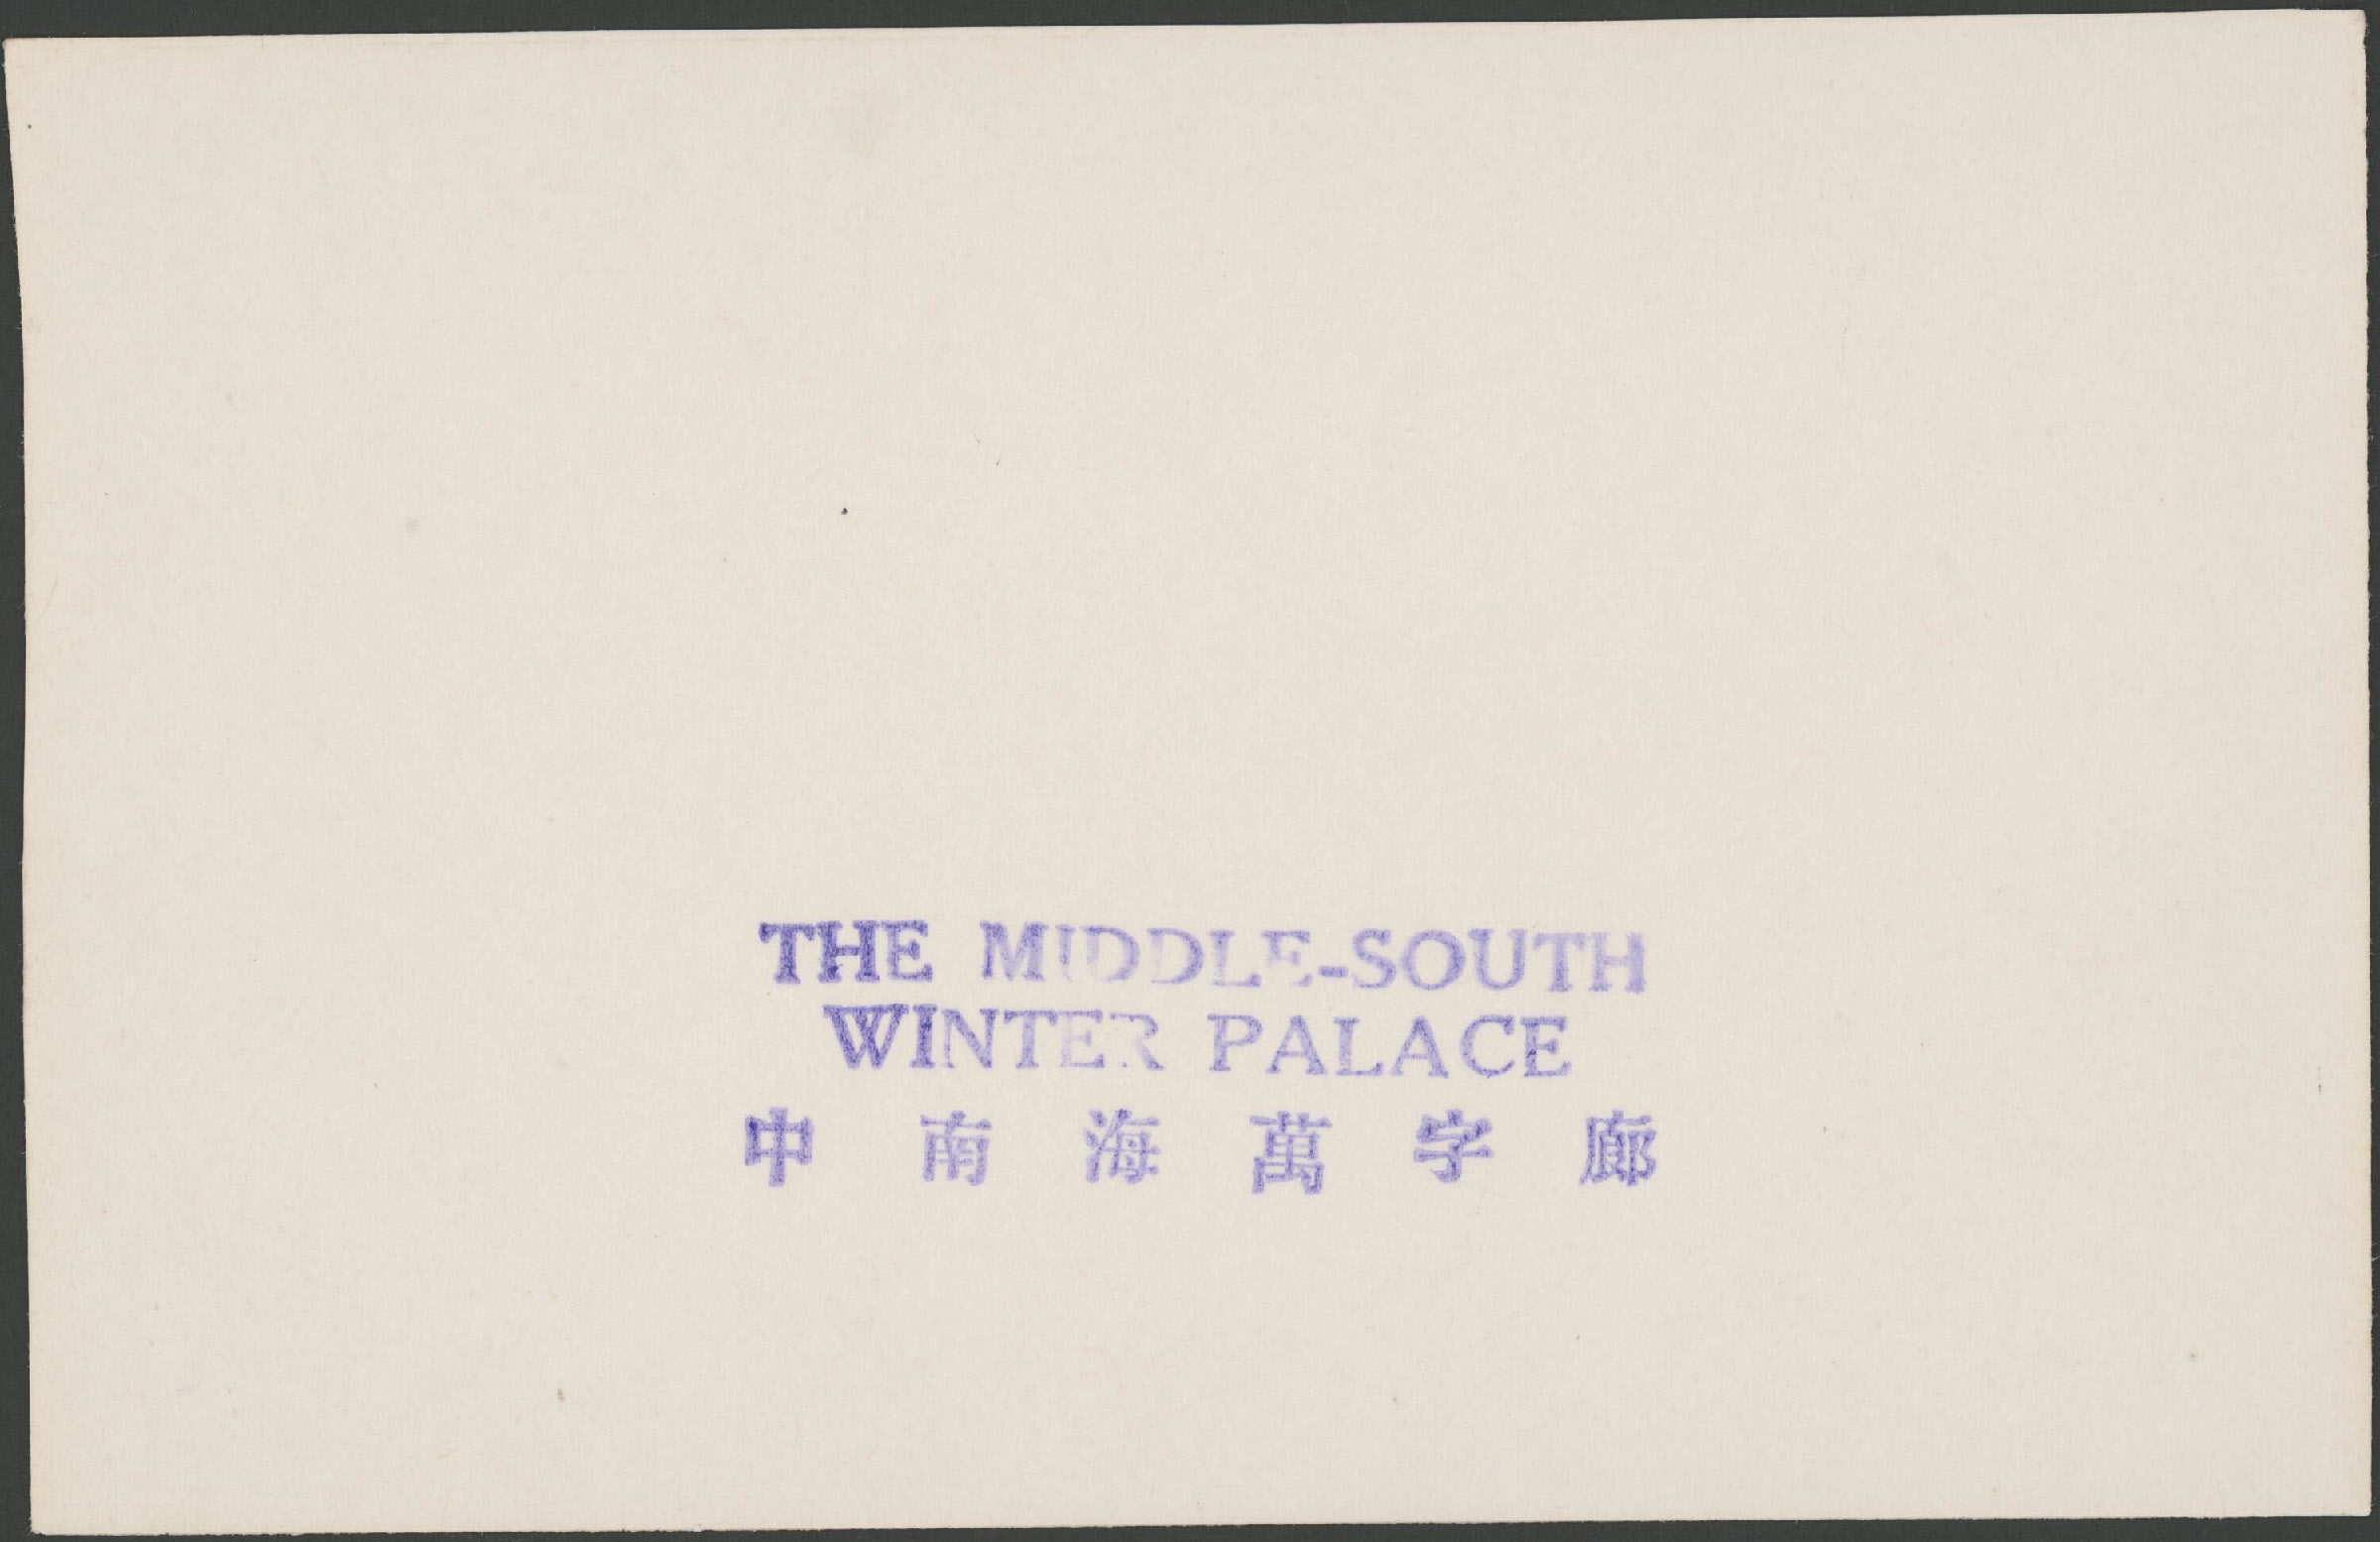 THE MIDDLE-SOUTH
WINTER PALACE
中南海萬字廊